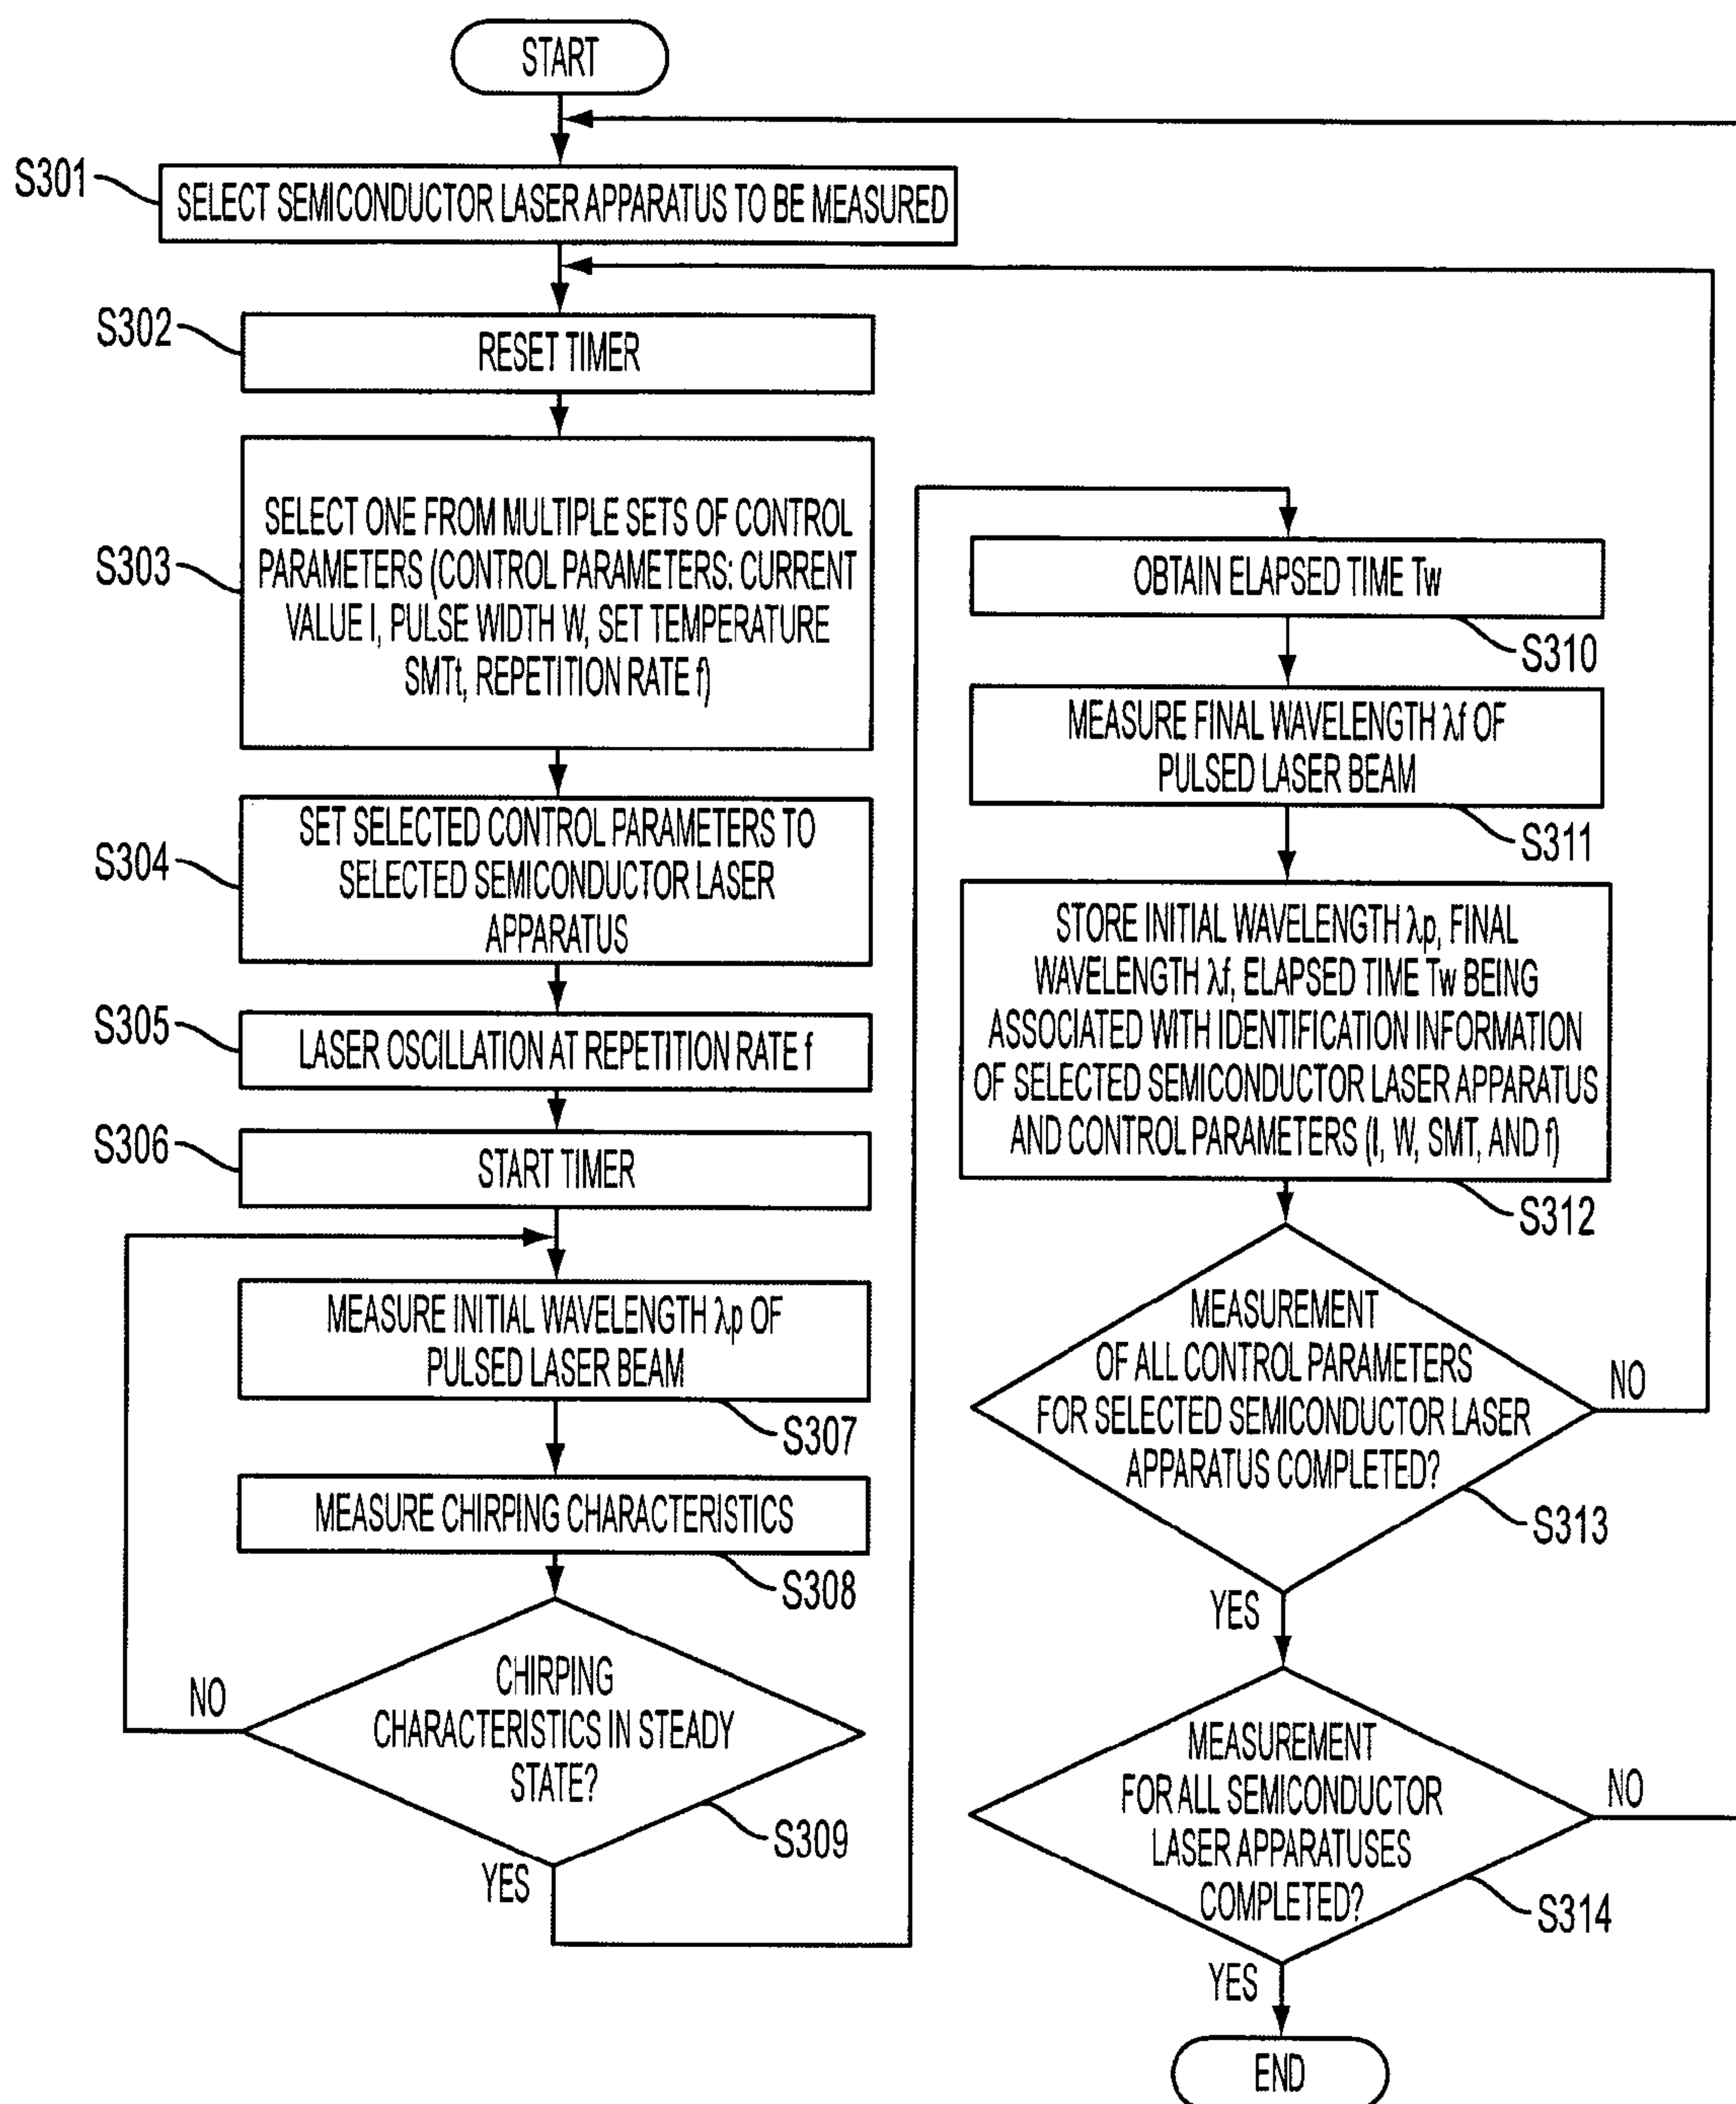 START
S301
SELECT SEMICONDUCTOR LASER APPARATUS TO BE MEASURED
S302
RESET TIMER
S303
SELECT ONE FROM MULTIPLE SETS OF CONTROL
PARAMETERS (CONTROL PARAMETERS: CURRENT
VALUE I, PULSE WIDTH W, SET TEMPERATURE
SMTt, REPETITION RATE f)
S304
SET SELECTED CONTROL PARAMETERS TO
SELECTED SEMICONDUCTOR LASER
APPARATUS
S305
LASER OSCILLATION AT REPETITION RATE f
S306
START TIMER
MEASURE INITIAL WAVELENGTH λp OF
PULSED LASER BEAM
S307
MEASURE CHIRPING CHARACTERISTICS
S308
CHIRPING
CHARACTERISTICS IN STEADY
STATE?
NO
S309
YES
OBTAIN ELAPSED TIME Tw
S310
MEASURE FINAL WAVELENGTH λf OF
PULSED LASER BEAM
S311
STORE INITIAL WAVELENGTH λp, FINAL
WAVELENGTH λf, ELAPSED TIME Tw BEING
ASSOCIATED WITH IDENTIFICATION INFORMATION
OF SELECTED SEMICONDUCTOR LASER APPARATUS
AND CONTROL PARAMETERS (I, W, SMT, AND f)
S312
MEASUREMENT
OF ALL CONTROL PARAMETERS
FOR SELECTED SEMICONDUCTOR LASER
APPARATUS COMPLETED?
NO
S313
YES
MEASUREMENT
FOR ALL SEMICONDUCTOR
LASER APPARATUSES
COMPLETED?
NO
S314
YES
END